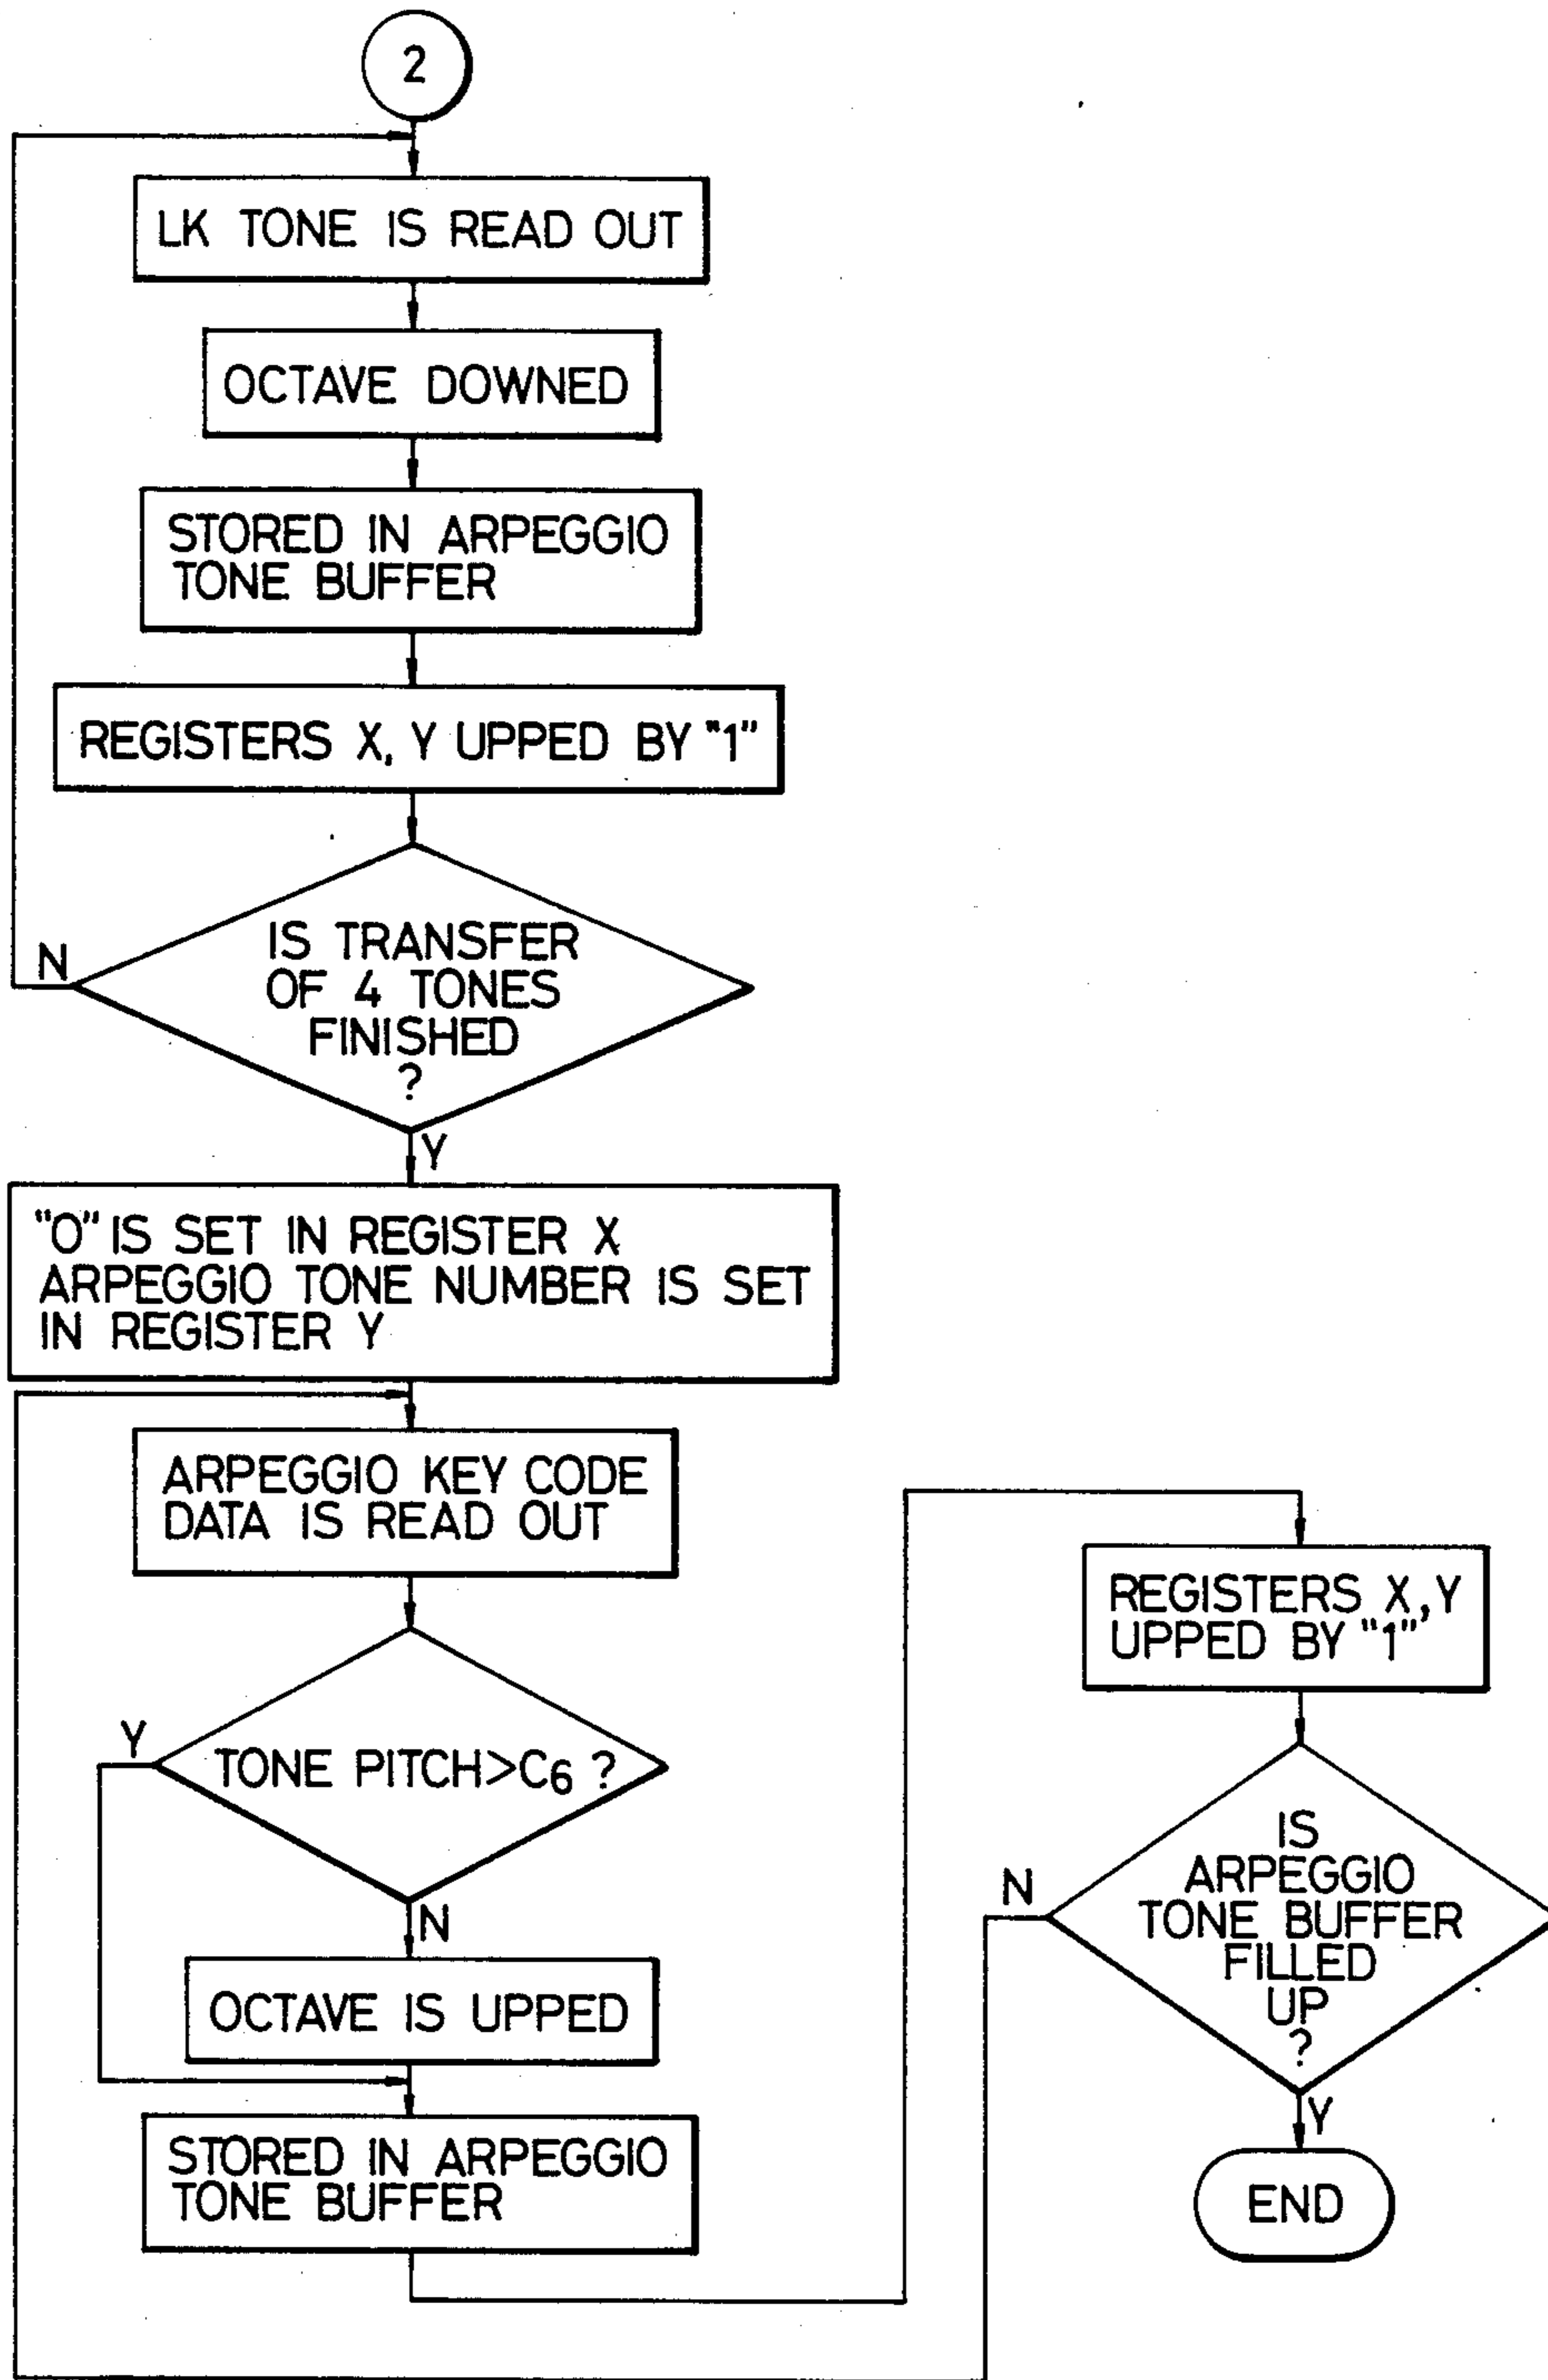 2
LK TONE IS READ OUT
OCTAVE DOWNED
STORED IN ARPEGGIO
TONE BUFFER
REGISTERS X, Y UPPED BY "1"
IS TRANSFER
OF 4 TONES
FINISHED
?
N
Y
"0" IS SET IN REGISTER X
ARPEGGIO TONE NUMBER IS SET
IN REGISTER Y
ARPEGGIO KEY CODE
DATA IS READ OUT
TONE PITCH>C6 ?
Y
N
OCTAVE IS UPPED
STORED IN ARPEGGIO
TONE BUFFER
REGISTERS X, Y
UPPED BY "1"
IS
ARPEGGIO
TONE BUFFER
FILLED
UP
?
N
Y
END